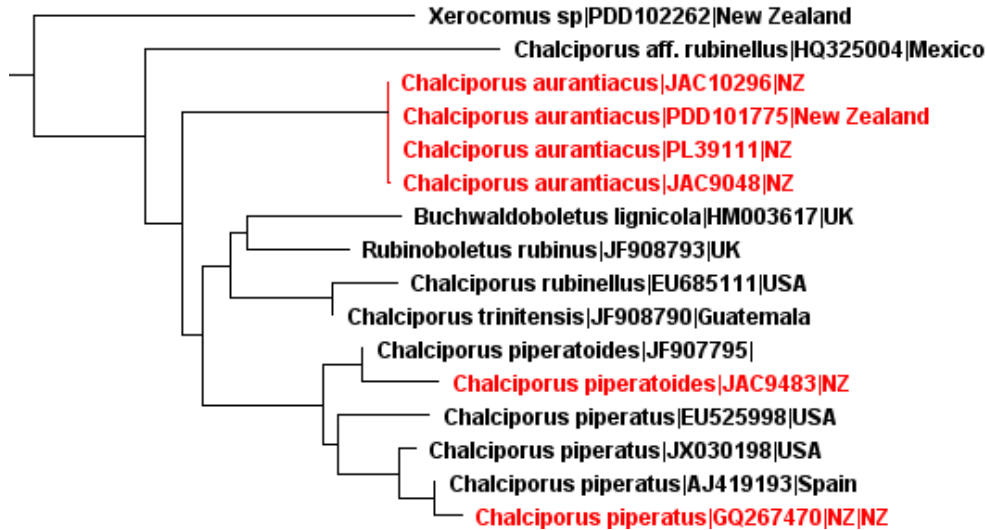 Xerocomus sp|PDD102262|New Zealand
Chalciporus aff. rubinellus|HQ325004|Mexico
Chalciporus aurantiacus|JAC10296|NZ
Chalciporus aurantiacus|PDD101775|New Zealand
Chalciporus aurantiacus|PL39111|NZ
Chalciporus aurantiacus|JAC9048|NZ
Buchwaldoboletus lignicola|HM003617|UK
Rubinoboletus rubinus|JF908793|UK
Chalciporus rubinellus|EU685111|USA
Chalciporus trinitensis|JF908790|Guatemala
Chalciporus piperatoides|JF907795|
Chalciporus piperatoides|JAC9483|NZ
Chalciporus piperatus|EU525998|USA
Chalciporus piperatus|JX030198|USA
Chalciporus piperatus|AJ419193|Spain
Chalciporus piperatus|GQ267470|NZ|NZ